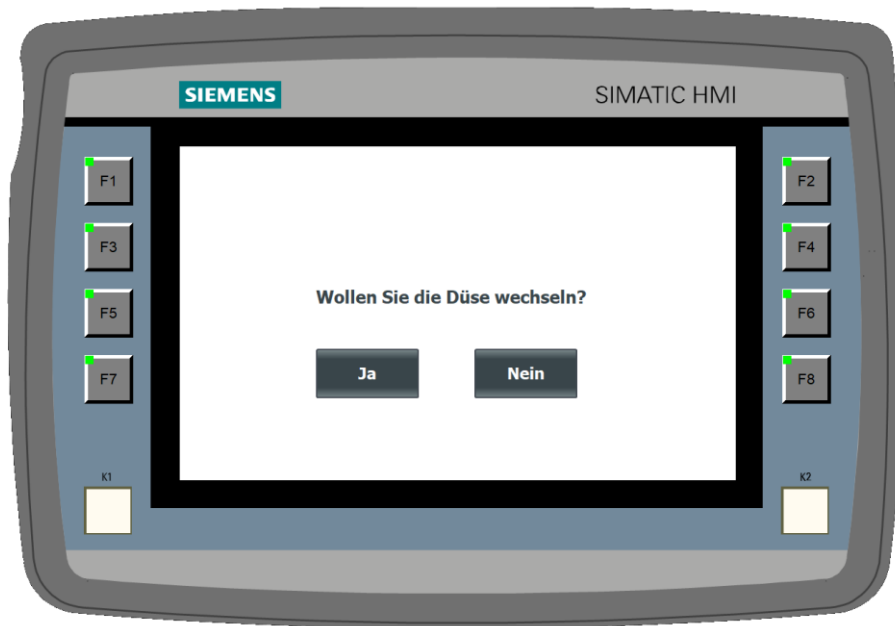 SIEMENS SIMATIC HMI
F1 F2
F3 F4
Wollen Sie die Düse wechseln?
F5 F6
Ja Nein
F7 F8
K1 K2